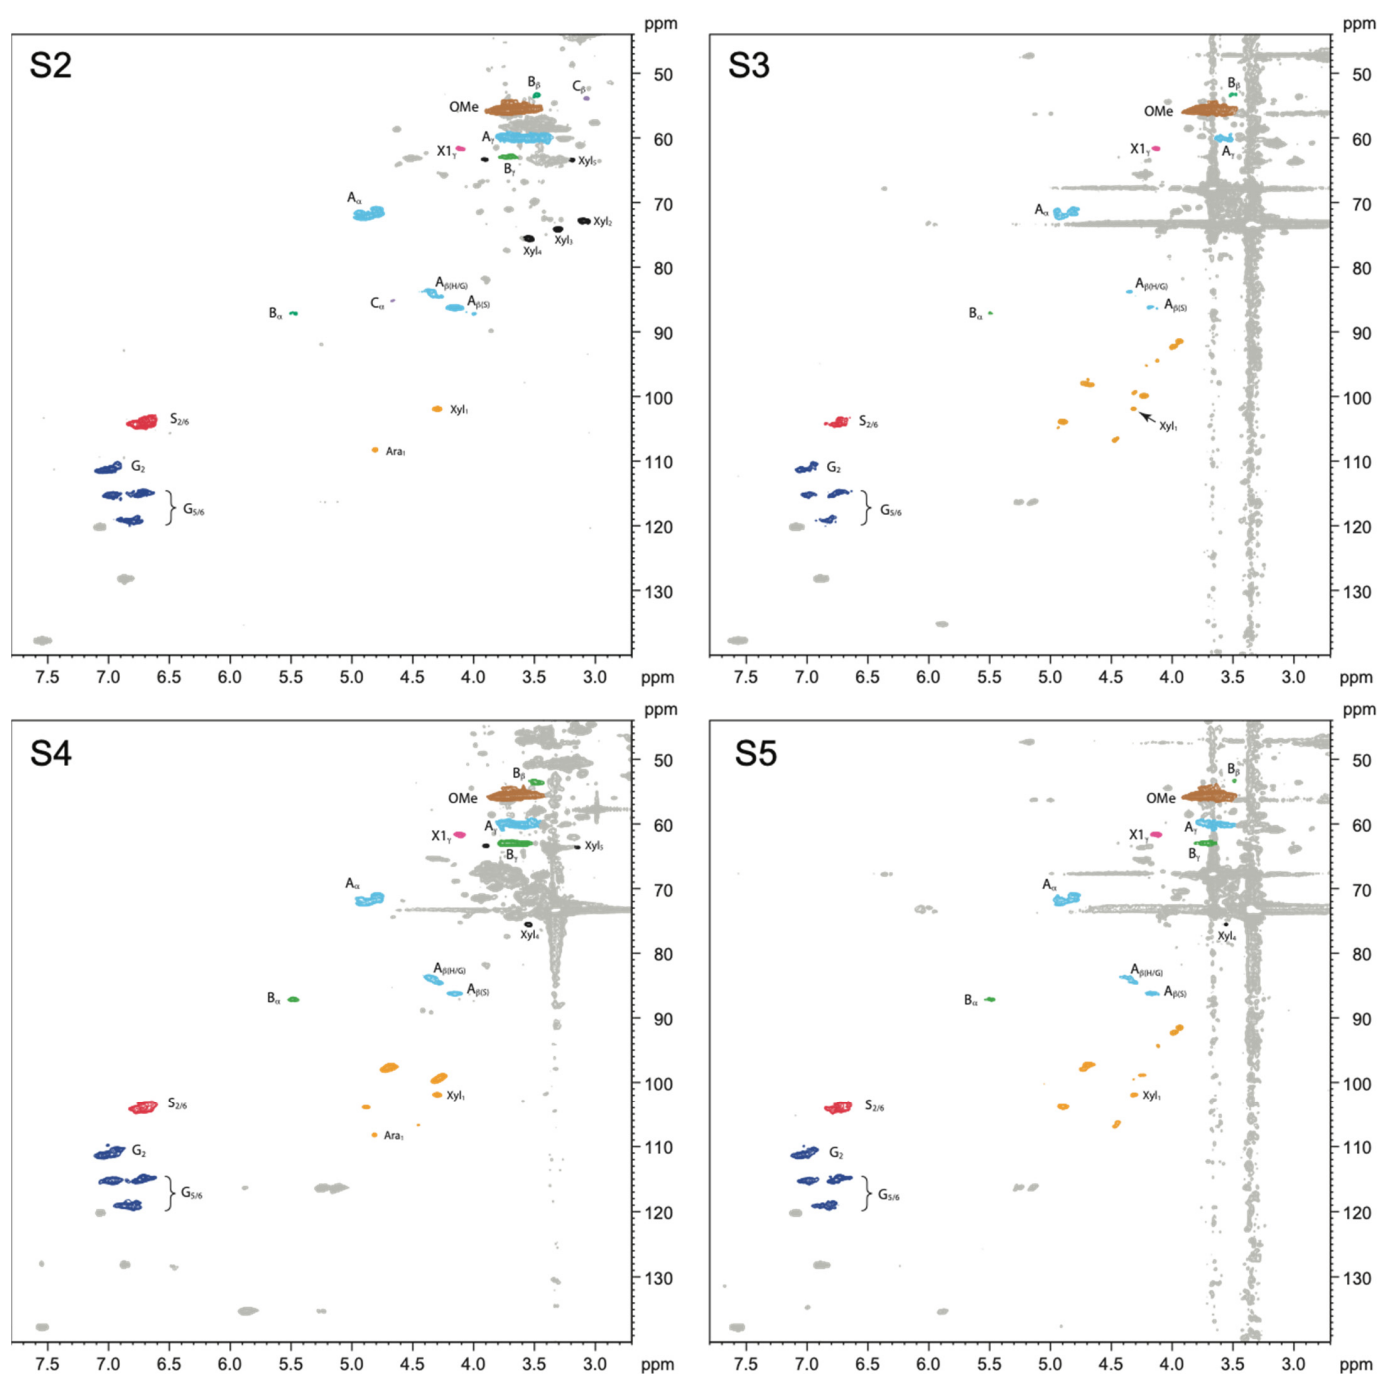 S2
ppm
50
60
70
80
90
100
110
120
130
7.5 7.0 6.5 6.0 5.5 5.0 4.5 4.0 3.5 3.0 ppm
Bβ
Cβ
OMe
Aγ
X1γ
Xyl₅
Bγ
Aα
Xyl₂
Xyl₃
Xyl₄
Aβ(H/G)
Cα
Aβ(S)
Bα
Xyl₁
S2/6
Ara₁
G₂
G5/6
S3
ppm
50
60
70
80
90
100
110
120
130
7.5 7.0 6.5 6.0 5.5 5.0 4.5 4.0 3.5 3.0 ppm
Bβ
OMe
X1γ
Aγ
Aα
Aβ(H/G)
Aβ(S)
Bα
S2/6
Xyl₁
G₂
G5/6
S4
ppm
50
60
70
80
90
100
110
120
130
7.5 7.0 6.5 6.0 5.5 5.0 4.5 4.0 3.5 3.0 ppm
Bβ
OMe
Aγ
X1γ
Xyl₅
Bγ
Aα
Xyl₄
Aβ(H/G)
Aβ(S)
Bα
Xyl₁
S2/6
Ara₁
G₂
G5/6
S5
ppm
50
60
70
80
90
100
110
120
130
7.5 7.0 6.5 6.0 5.5 5.0 4.5 4.0 3.5 3.0 ppm
Bβ
OMe
Aγ
X1γ
Bγ
Aα
Xyl₄
Aβ(H/G)
Aβ(S)
Bα
Xyl₁
S2/6
G₂
G5/6